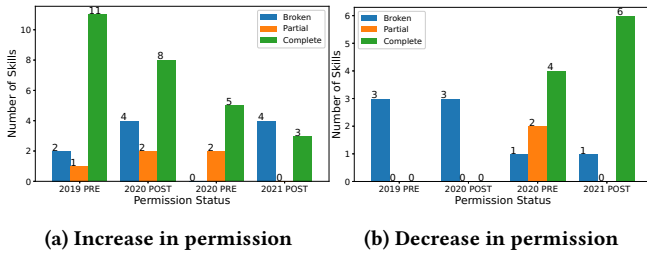 11
10
8
6
4
2
0
Number of Skills
Broken
Partial
Complete
2
1
11
4
2
8
0
2
5
4
0
3
2019 PRE
2020 POST
2020 PRE
2021 POST
Permission Status
(a) Increase in permission
6
5
4
3
2
1
0
Number of Skills
Broken
Partial
Complete
3
0
0
3
0
0
1
2
4
1
0
6
2019 PRE
2020 POST
2020 PRE
2021 POST
Permission Status
(b) Decrease in permission